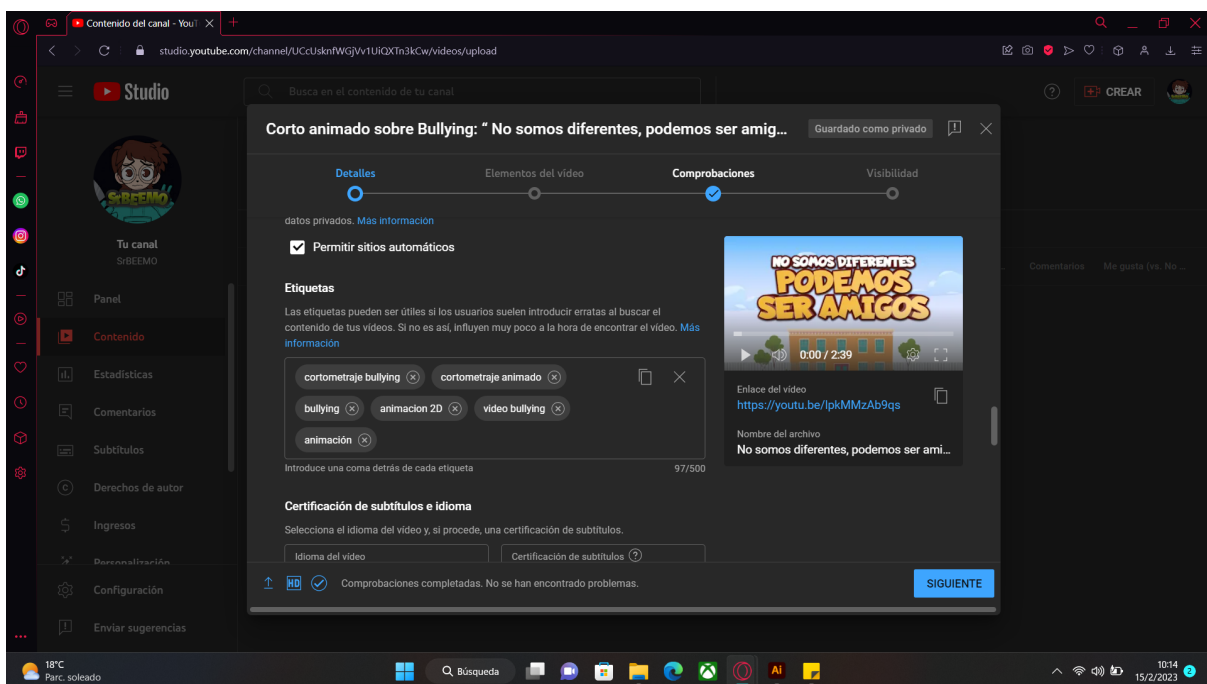 Contenido del canal - YouT
studio.youtube.com/channel/UCcUsknfWGjVv1UiQXTn3kCw/videos/upload
Studio
Busca en el contenido de tu canal
CREAR
SrBEEMO
Tu canal
SrBEEMO
Panel
Contenido
Estadísticas
Comentarios
Subtítulos
Derechos de autor
Ingresos
Personalización
Configuración
Enviar sugerencias
Comentarios Me gusta (vs. No ...
Corto animado sobre Bullying: “ No somos diferentes, podemos ser amig...
Guardado como privado
Detalles
Elementos del vídeo
Comprobaciones
Visibilidad
datos privados. Más información
Permitir sitios automáticos
Etiquetas
Las etiquetas pueden ser útiles si los usuarios suelen introducir erratas al buscar el
contenido de tus vídeos. Si no es así, influyen muy poco a la hora de encontrar el vídeo. Más
información
cortometraje bullying cortometraje animado
bullying animacion 2D video bullying
animación
Introduce una coma detrás de cada etiqueta 97/500
Certificación de subtítulos e idioma
Selecciona el idioma del vídeo y, si procede, una certificación de subtítulos.
Idioma del vídeo Certificación de subtítulos
NO SOMOS DIFERENTES
PODEMOS
SER AMIGOS
0:00 / 2:39
Enlace del vídeo
https://youtu.be/lpkMMzAb9qs
Nombre del archivo
No somos diferentes, podemos ser ami...
HD Comprobaciones completadas. No se han encontrado problemas.
SIGUIENTE
18°C
Parc. soleado
Búsqueda
Ai
10:14
15/2/2023
2